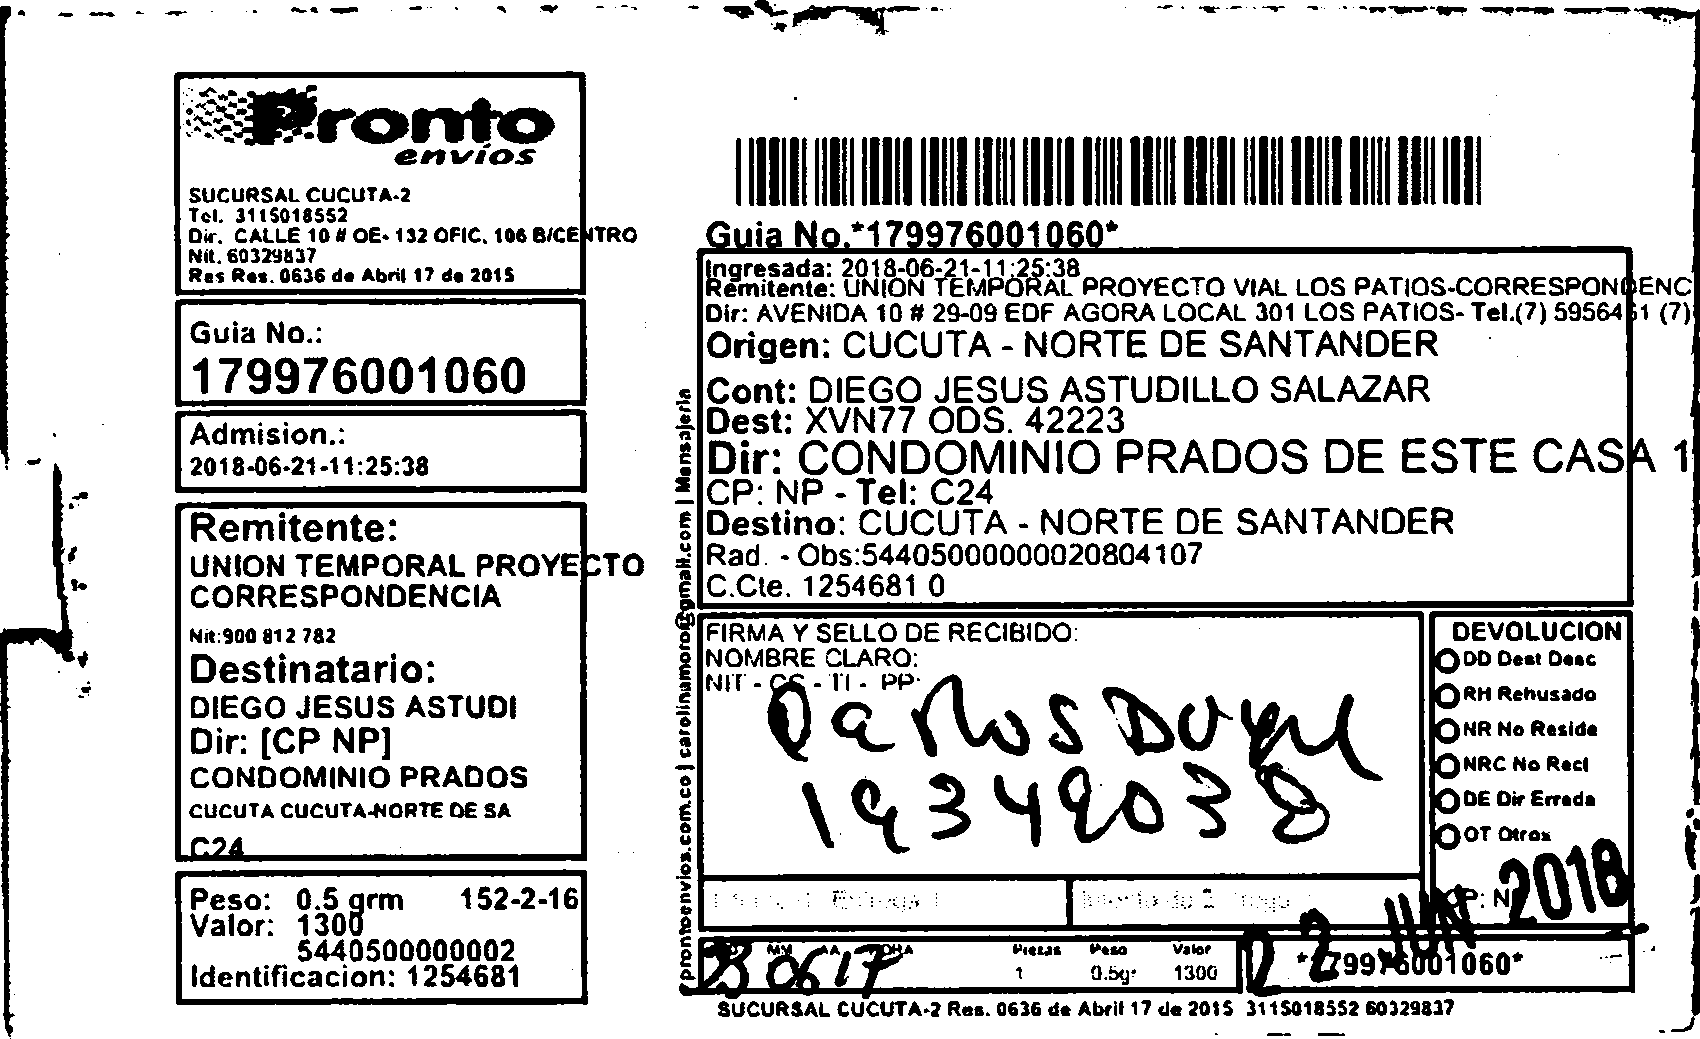 Pronto
envíos
SUCURSAL CUCUTA-2
Tel. 3115018552
Dir. CALLE 10 # OE- 132 OFIC. 106 B/CENTRO
Nit. 60329837
Res Res. 0636 de Abril 17 de 2015
Guia No.:
179976001060
Admision.:
2018-06-21-11:25:38
Remitente:
UNION TEMPORAL PROYECTO
CORRESPONDENCIA
Nit:900 812 782
Destinatario:
DIEGO JESUS ASTUDI
Dir: [CP NP]
CONDOMINIO PRADOS
CUCUTA CUCUTA-NORTE DE SA
C24
Peso: 0.5 grm 152-2-16
Valor: 1300
5440500000002
Identificacion: 1254681
prontoenvios.com.co | carolinamoro@gmail.com | Mensajeria
Guia No.*179976001060*
Ingresada: 2018-06-21-11:25:38
Remitente: UNION TEMPORAL PROYECTO VIAL LOS PATIOS-CORRESPONDENC
Dir: AVENIDA 10 # 29-09 EDF AGORA LOCAL 301 LOS PATIOS- Tel.(7) 5956461 (7)
Origen: CUCUTA - NORTE DE SANTANDER
Cont: DIEGO JESUS ASTUDILLO SALAZAR
Dest: XVN77 ODS. 42223
Dir: CONDOMINIO PRADOS DE ESTE CASA 1
CP: NP - Tel: C24
Destino: CUCUTA - NORTE DE SANTANDER
Rad. - Obs:54405000000020804107
C.Cte. 1254681 0
FIRMA Y SELLO DE RECIBIDO:
NOMBRE CLARO:
NIT - CC - TI - PP:
Carlos Duque
19349038
DEVOLUCION
DD Dest Desc
RH Rehusado
NR No Reside
NRC No Recl
DE Dir Errada
OT Otros
CP: N
22 JUN 2018
MM AA HORA
Piezas Peso Valor
1 0.5gr 1300
*179976001060*
SUCURSAL CUCUTA-2 Res. 0636 de Abril 17 de 2015 3115018552 60329837